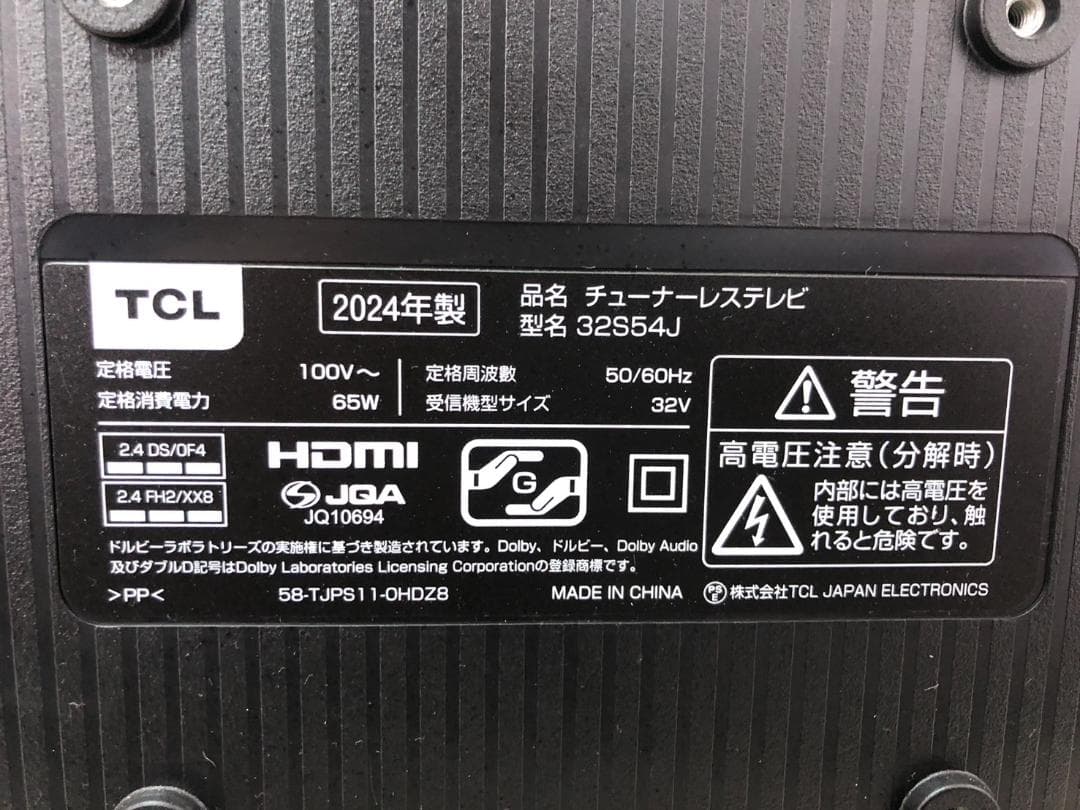 TCL
2024年製
品名 チューナーレステレビ
型名 32S54J
定格電圧 100V～
定格消費電力 65W
定格周波数 50/60Hz
受信機型サイズ 32V
2.4 DS/0F4
2.4 FH2/XX8
HDMI
JQA
JQ10694
G
警告
高電圧注意(分解時)
内部には高電圧を
使用しており、触
れると危険です。
ドルビーラボラトリーズの実施権に基づき製造されています。Dolby、ドルビー、Dolby Audio
及びダブルD記号はDolby Laboratories Licensing Corporationの登録商標です。
>PP< 58-TJPS11-0HDZ8 MADE IN CHINA PSE 株式会社TCL JAPAN ELECTRONICS